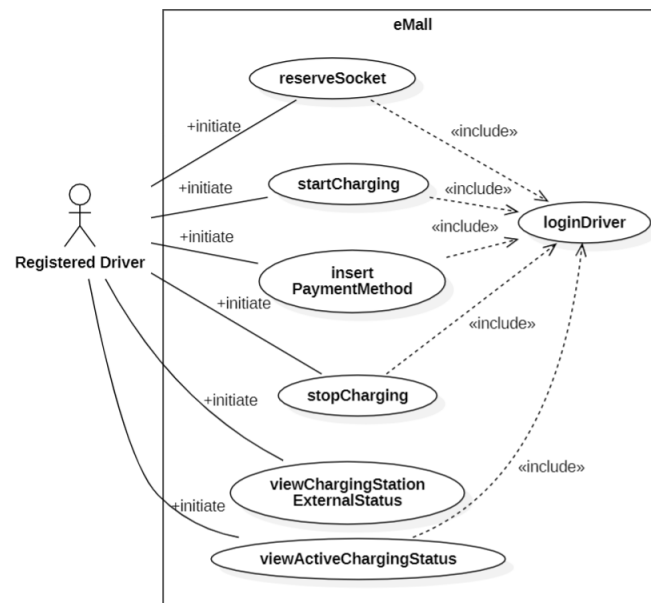 eMall
reserveSocket
+initiate
«include»
startCharging
+initiate
«include»
loginDriver
«include»
+initiate
Registered Driver
insert
PaymentMethod
+initiate
«include»
stopCharging
+initiate
«include»
viewChargingStation
ExternalStatus
+initiate
viewActiveChargingStatus